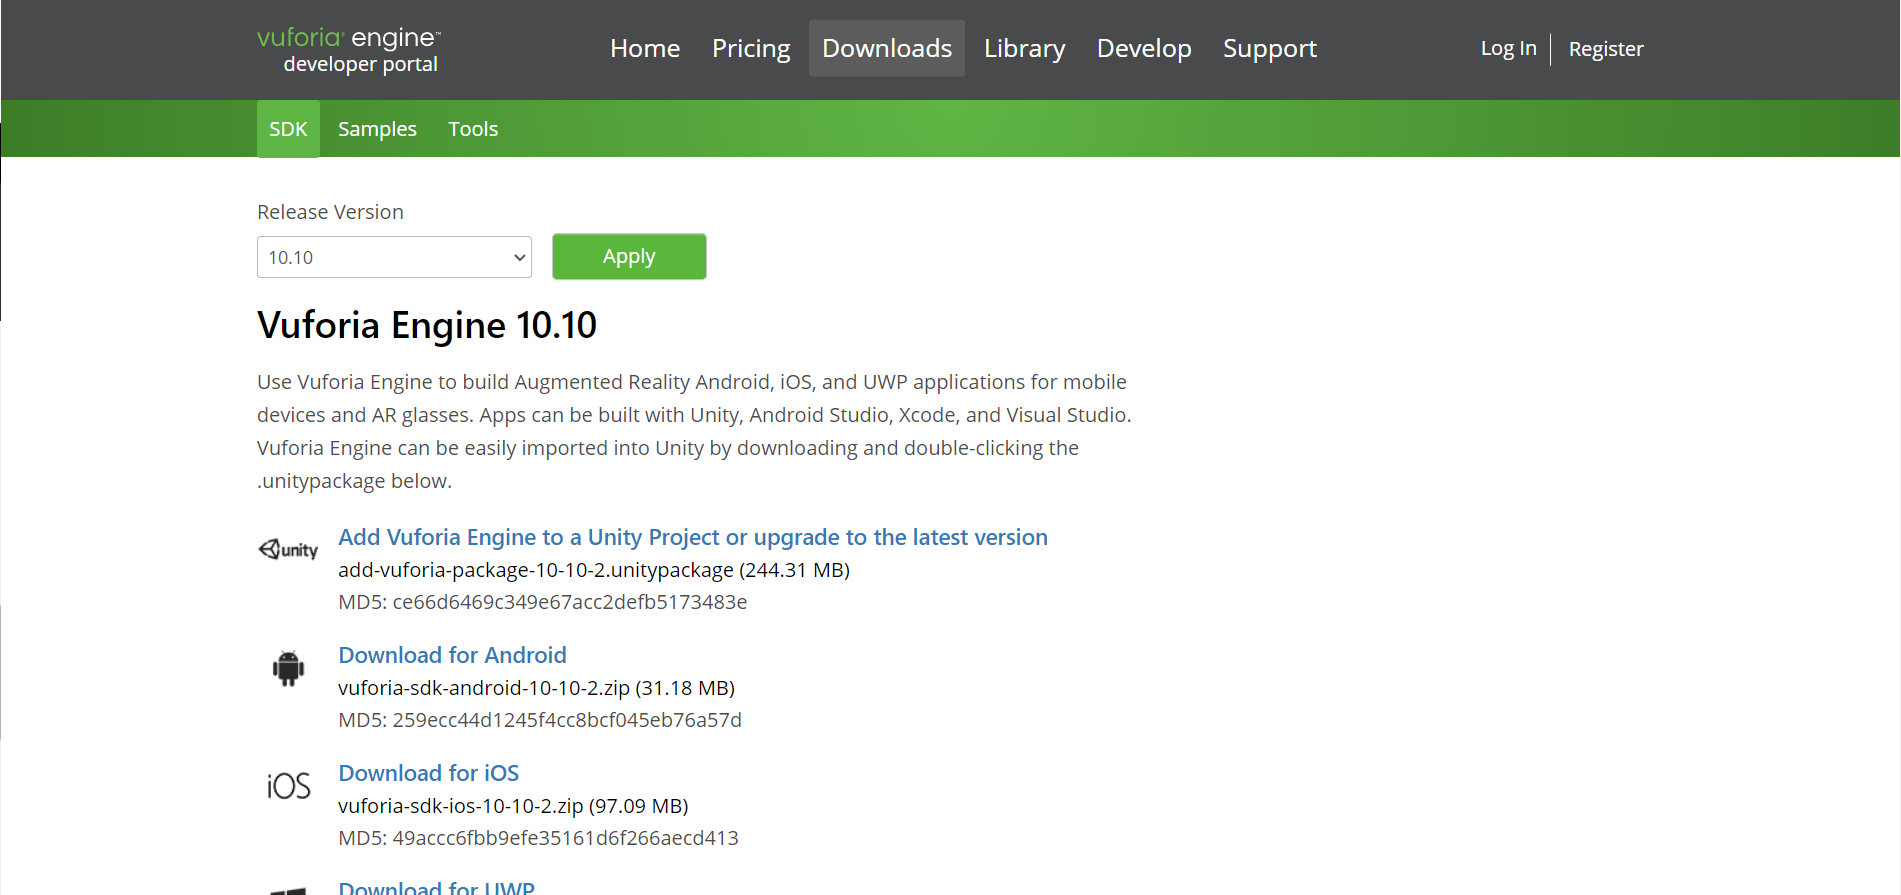 vuforia® engine™
developer portal
Home
Pricing
Downloads
Library
Develop
Support
Log In
Register
SDK
Samples
Tools
Release Version
10.10
Apply
Vuforia Engine 10.10
Use Vuforia Engine to build Augmented Reality Android, iOS, and UWP applications for mobile
devices and AR glasses. Apps can be built with Unity, Android Studio, Xcode, and Visual Studio.
Vuforia Engine can be easily imported into Unity by downloading and double-clicking the
.unitypackage below.
unity
Add Vuforia Engine to a Unity Project or upgrade to the latest version
add-vuforia-package-10-10-2.unitypackage (244.31 MB)
MD5: ce66d6469c349e67acc2defb5173483e
Download for Android
vuforia-sdk-android-10-10-2.zip (31.18 MB)
MD5: 259ecc44d1245f4cc8bcf045eb76a57d
iOS
Download for iOS
vuforia-sdk-ios-10-10-2.zip (97.09 MB)
MD5: 49accc6fbb9efe35161d6f266aecd413
Download for UWP